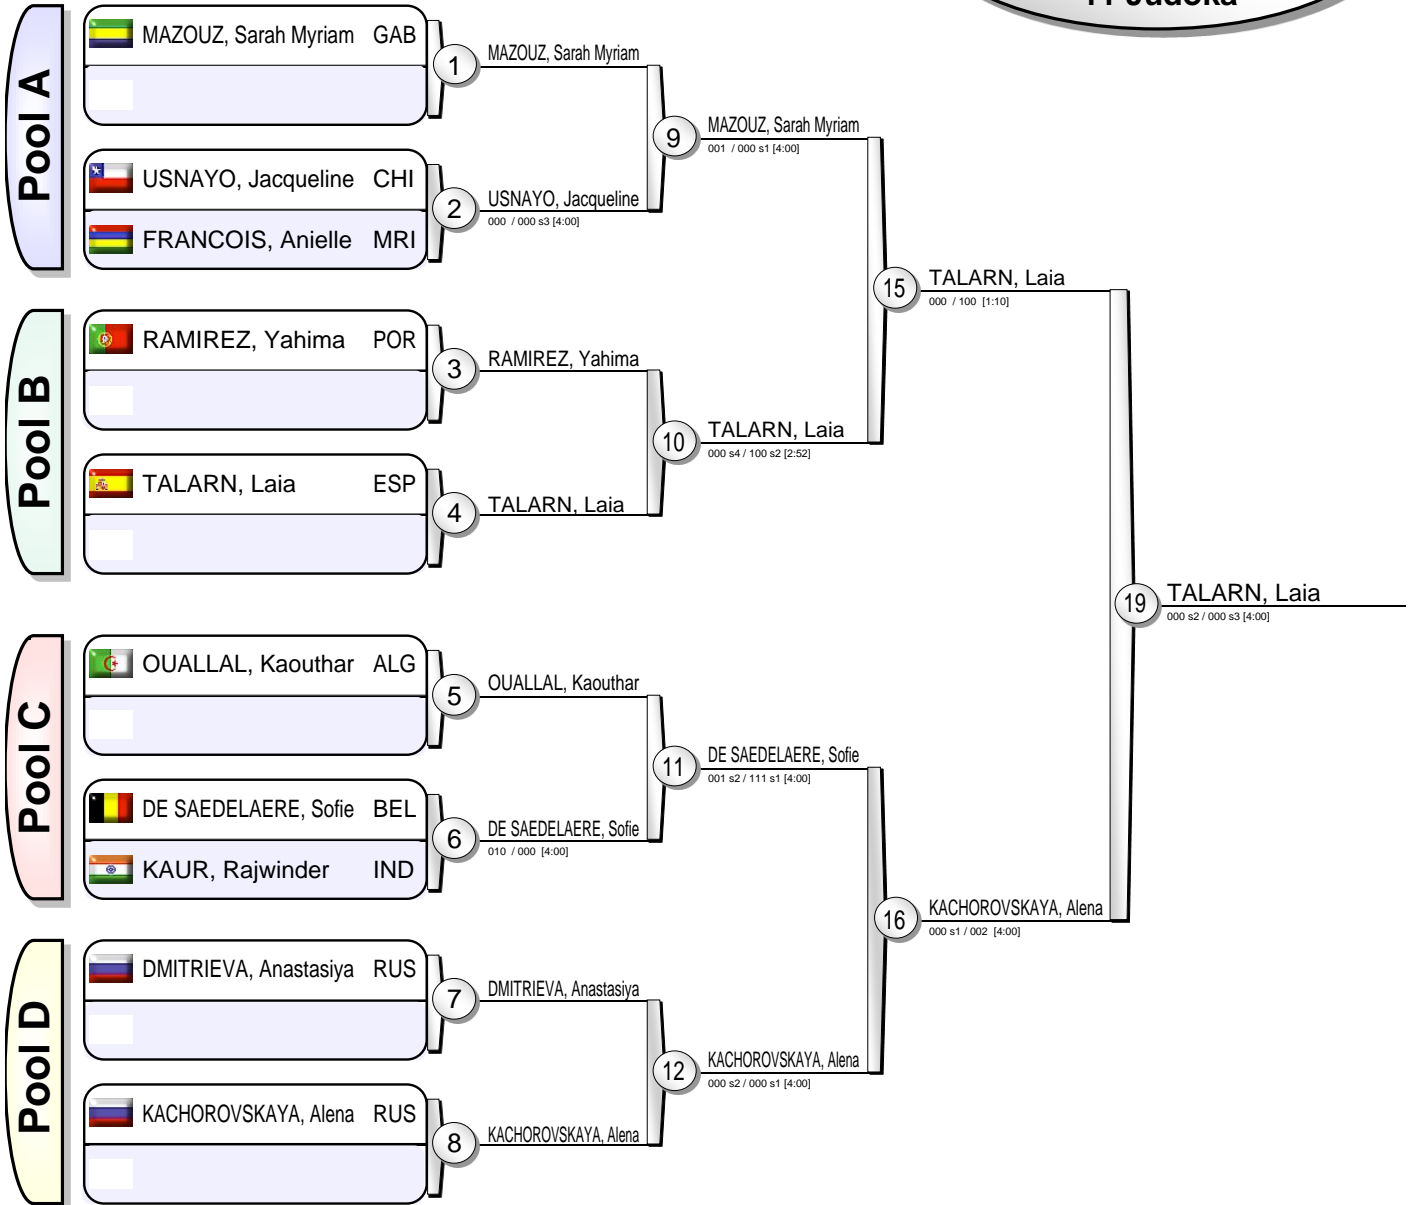 11 Judoka
Pool A
MAZOUZ, Sarah Myriam GAB
1
MAZOUZ, Sarah Myriam
USNAYO, Jacqueline CHI
FRANCOIS, Anielle MRI
2
USNAYO, Jacqueline
000 / 000 s3 [4:00]
9
MAZOUZ, Sarah Myriam
001 / 000 s1 [4:00]
Pool B
RAMIREZ, Yahima POR
3
RAMIREZ, Yahima
TALARN, Laia ESP
4
TALARN, Laia
10
TALARN, Laia
000 s4 / 100 s2 [2:52]
15
TALARN, Laia
000 / 100 [1:10]
Pool C
OUALLAL, Kaouthar ALG
5
OUALLAL, Kaouthar
DE SAEDELAERE, Sofie BEL
KAUR, Rajwinder IND
6
DE SAEDELAERE, Sofie
010 / 000 [4:00]
11
DE SAEDELAERE, Sofie
001 s2 / 111 s1 [4:00]
Pool D
DMITRIEVA, Anastasiya RUS
7
DMITRIEVA, Anastasiya
KACHOROVSKAYA, Alena RUS
8
KACHOROVSKAYA, Alena
12
KACHOROVSKAYA, Alena
000 s2 / 000 s1 [4:00]
16
KACHOROVSKAYA, Alena
000 s1 / 002 [4:00]
19
TALARN, Laia
000 s2 / 000 s3 [4:00]